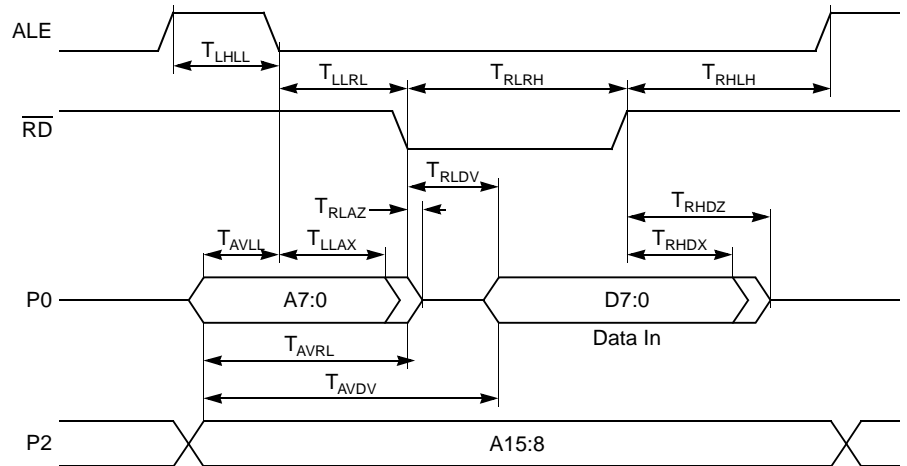 ALE
TLHLL
TLLRL TRLRH TRHLH
RD
TRLDV
TRLAZ TRHDZ
TAVLL TLLAX TRHDX
P0 A7:0 D7:0
Data In
TAVRL
TAVDV
P2 A15:8